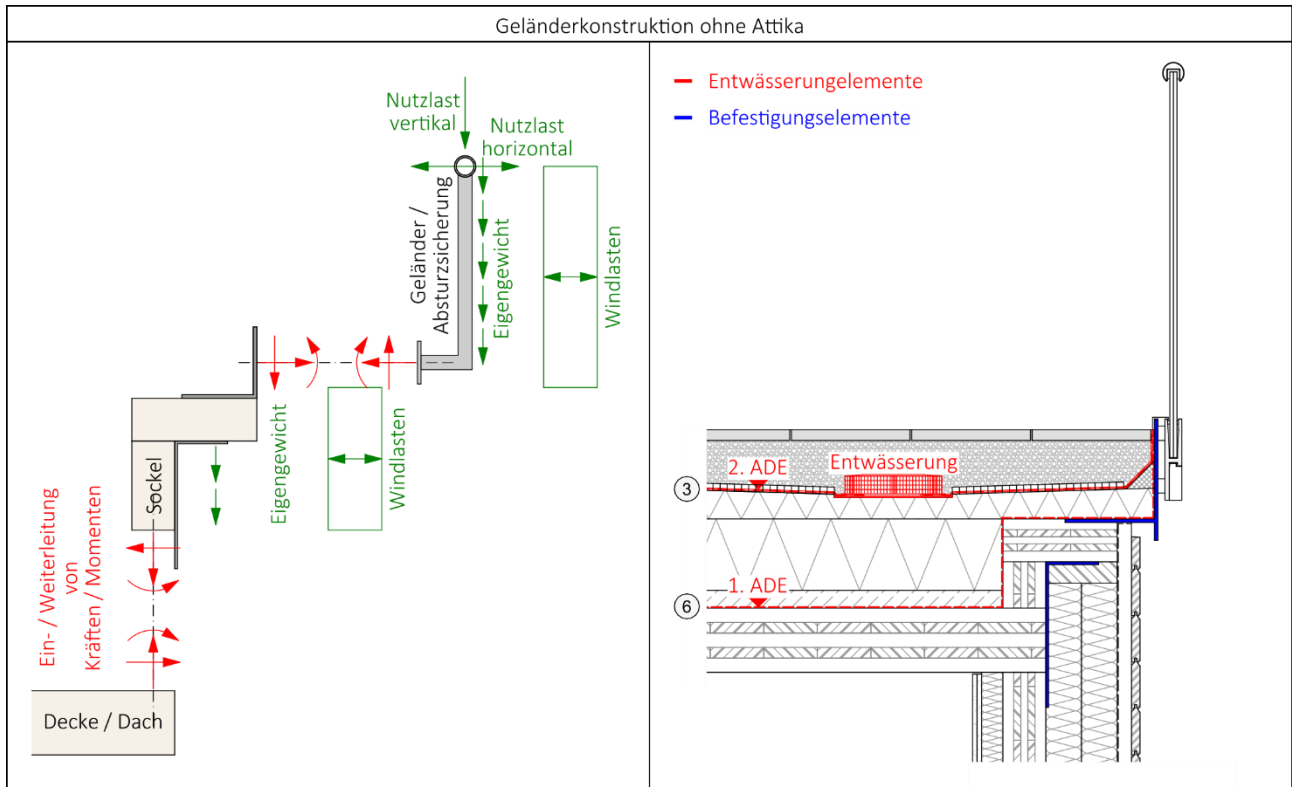 Geländerkonstruktion ohne Attika
Nutzlast
vertikal
Nutzlast
horizontal
Geländer /
Absturzsicherung
Eigengewicht
Windlasten
Eigengewicht
Windlasten
Sockel
Ein- / Weiterleitung
von
Kräften / Momenten
Decke / Dach
Entwässerungelemente
Befestigungselemente
2. ADE
Entwässerung
3
1. ADE
6